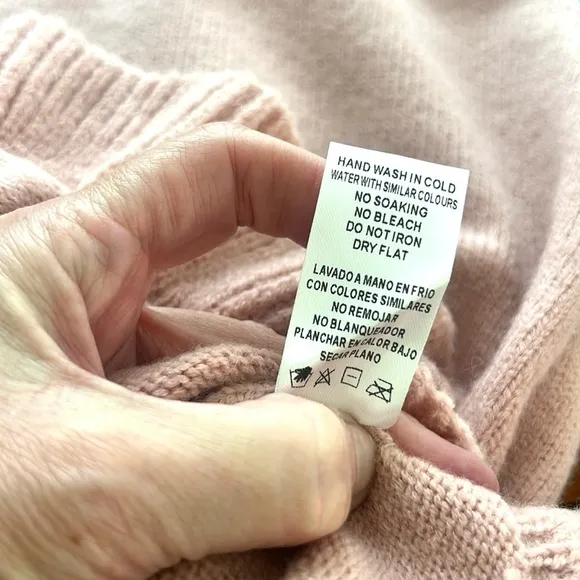 HAND WASH IN COLD
WATER WITH SIMILAR COLOURS
NO SOAKING
NO BLEACH
DO NOT IRON
DRY FLAT
LAVADO A MANO EN FRIO
CON COLORES SIMILARES
NO REMOJAR
NO BLANQUEADOR
PLANCHAR EN CALOR BAJO
SECAR PLANO